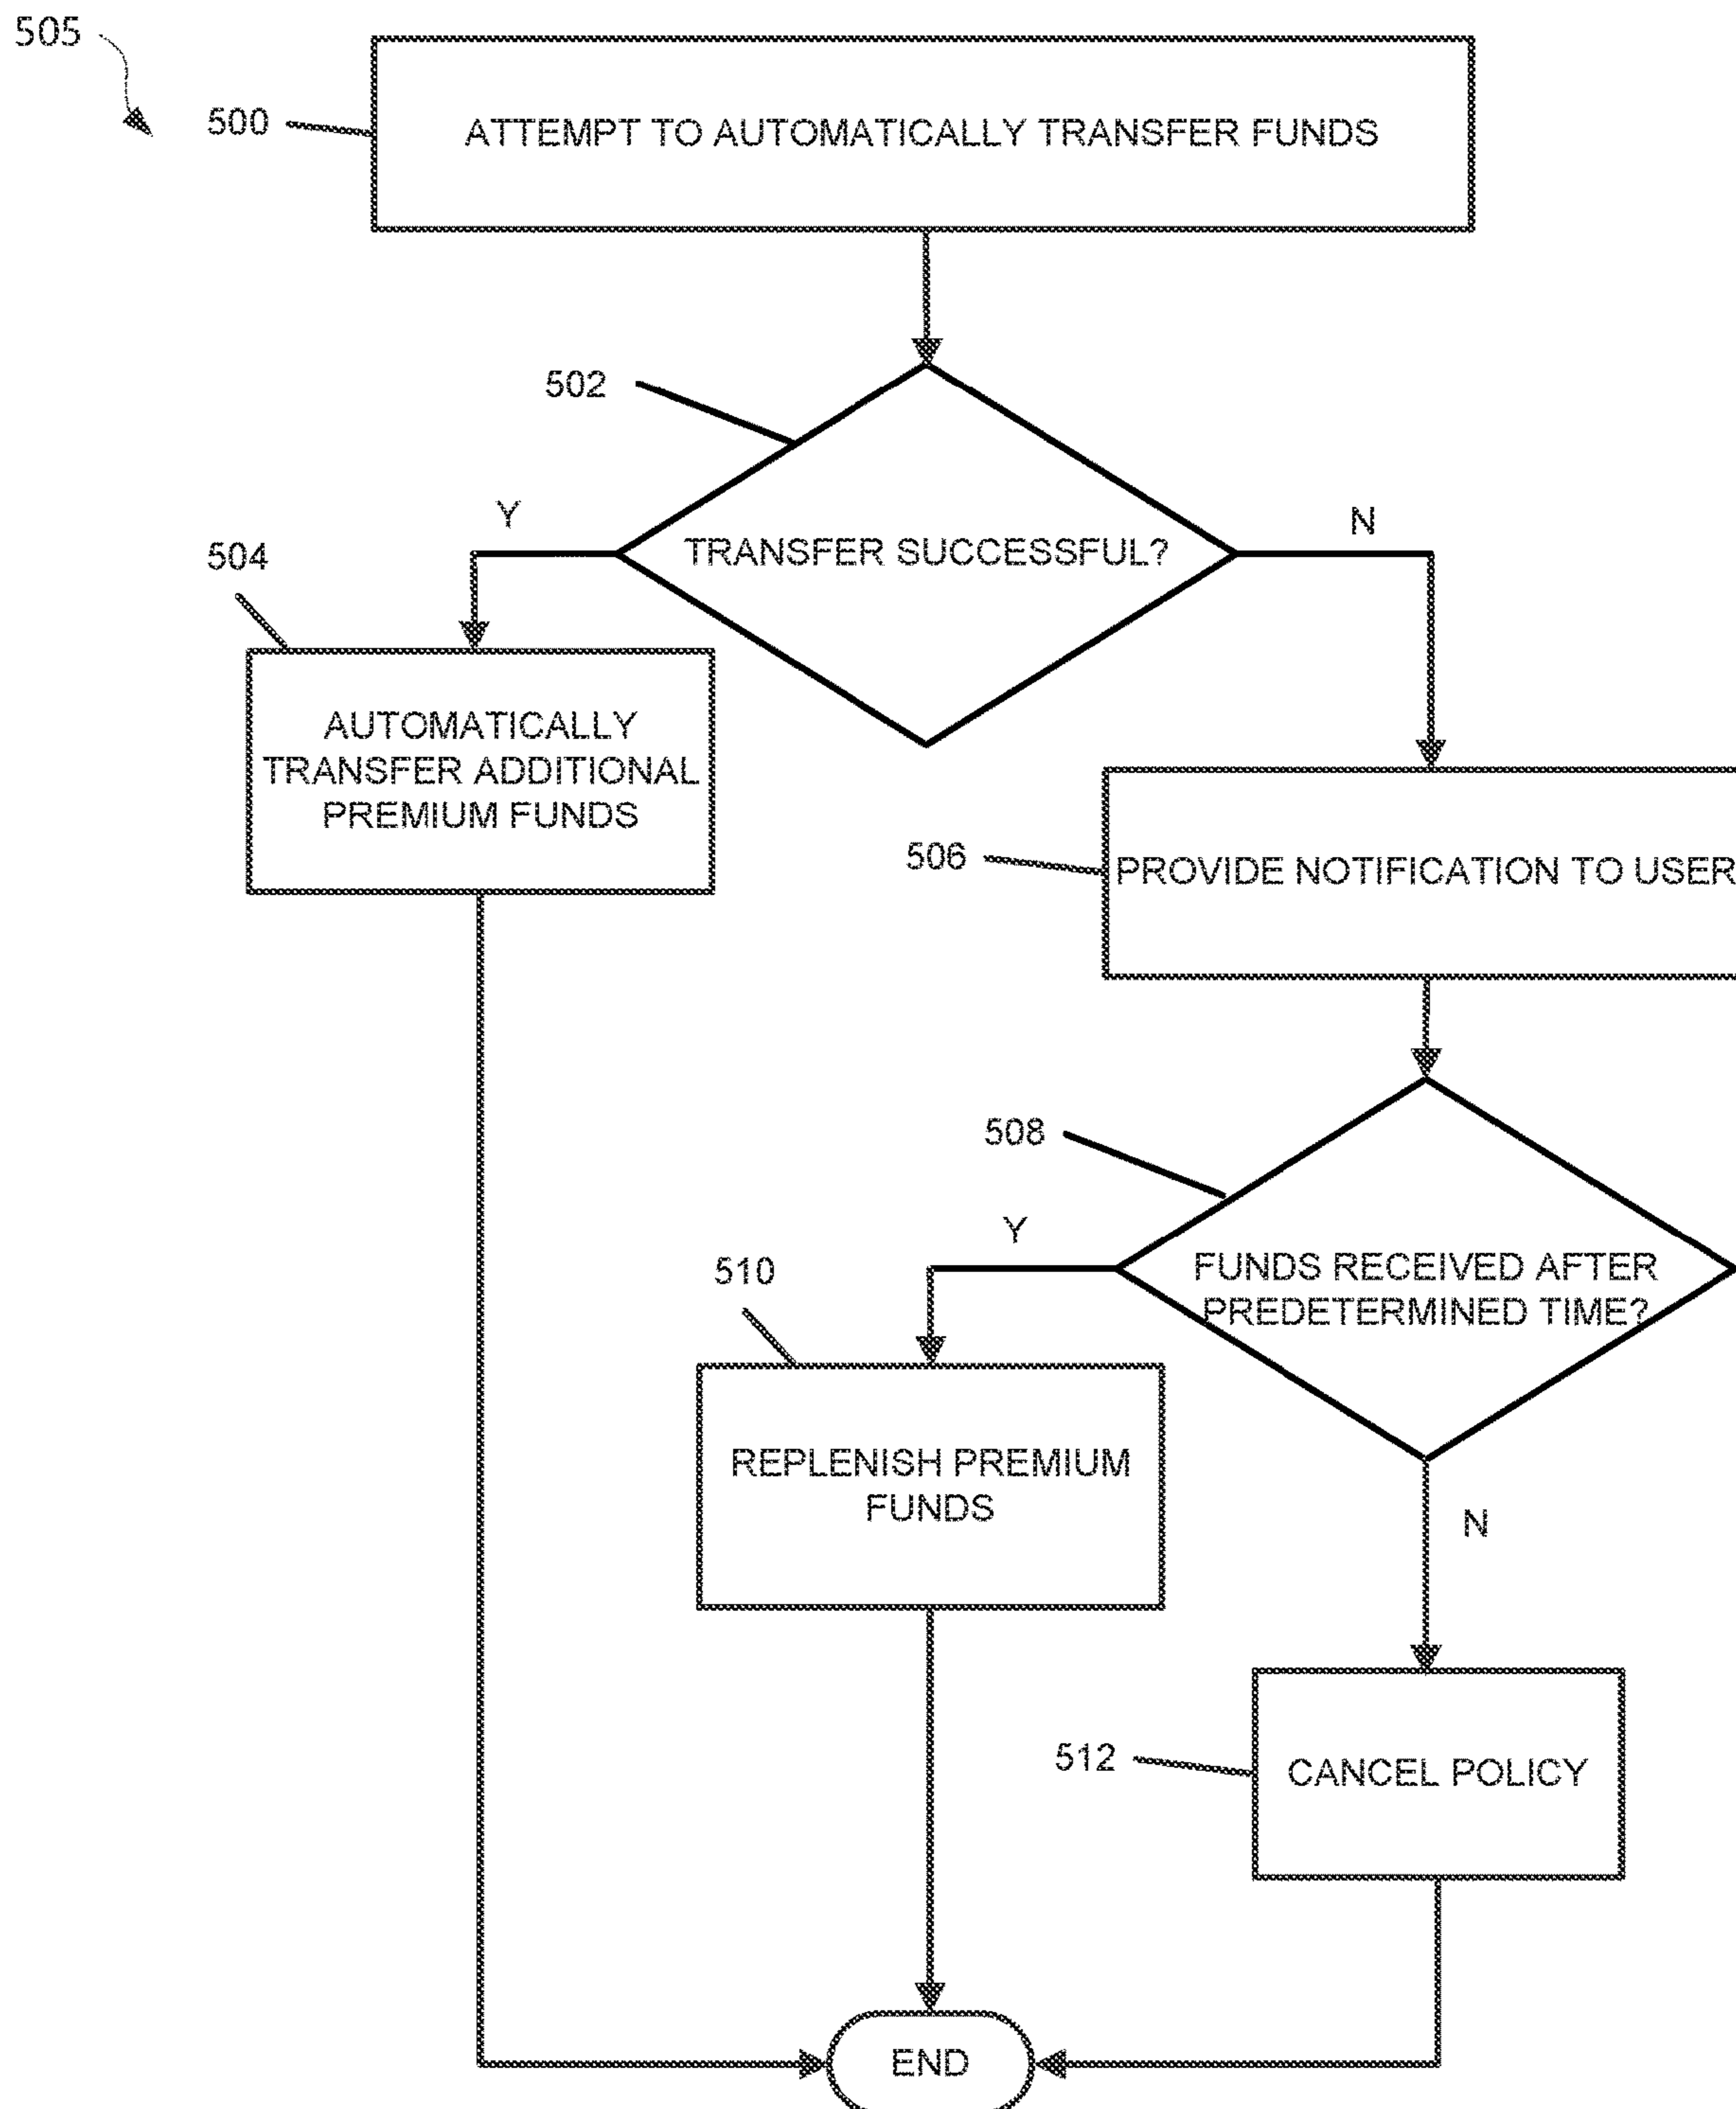 505
500
ATTEMPT TO AUTOMATICALLY TRANSFER FUNDS
502
Y
TRANSFER SUCCESSFUL?
N
504
AUTOMATICALLY
TRANSFER ADDITIONAL
PREMIUM FUNDS
506
PROVIDE NOTIFICATION TO USER
508
Y
FUNDS RECEIVED AFTER
PREDETERMINED TIME?
510
REPLENISH PREMIUM
FUNDS
N
512
CANCEL POLICY
END